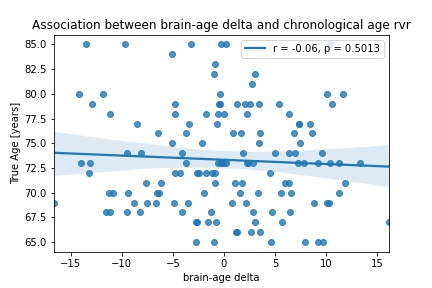 Association between brain-age delta and chronological age rvr
r = -0.06, p = 0.5013
True Age [years]
85.0
82.5
80.0
77.5
75.0
72.5
70.0
67.5
65.0
−15 −10 −5 0 5 10 15
brain-age delta